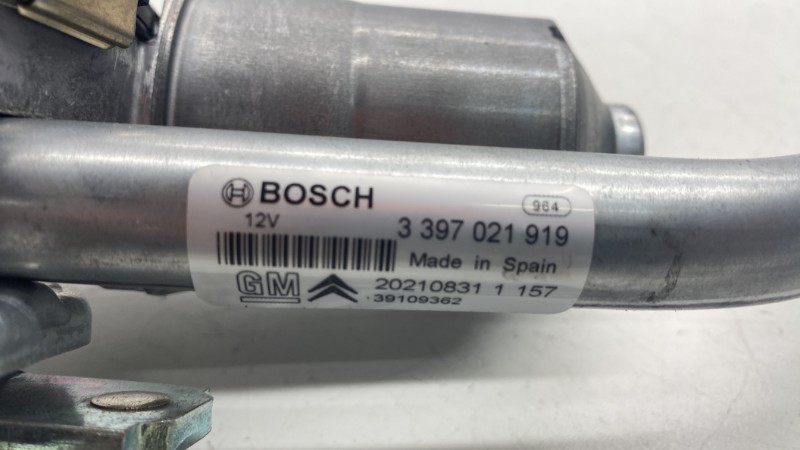 BOSCH
964
12V
3 397 021 919
Made in Spain
GM
20210831 1 157
39109362